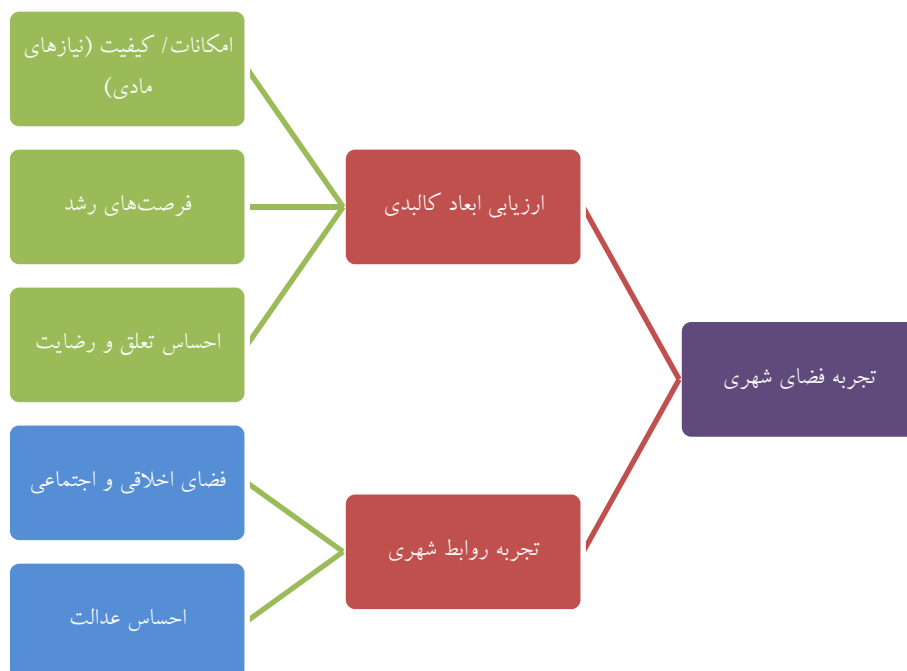 تجربه فضای شهری
ارزیابی ابعاد کالبدی
امکانات/ کیفیت (نیازهای
مادی)
فرصت‌های رشد
احساس تعلق و رضایت
تجربه روابط شهری
فضای اخلاقی و اجتماعی
احساس عدالت